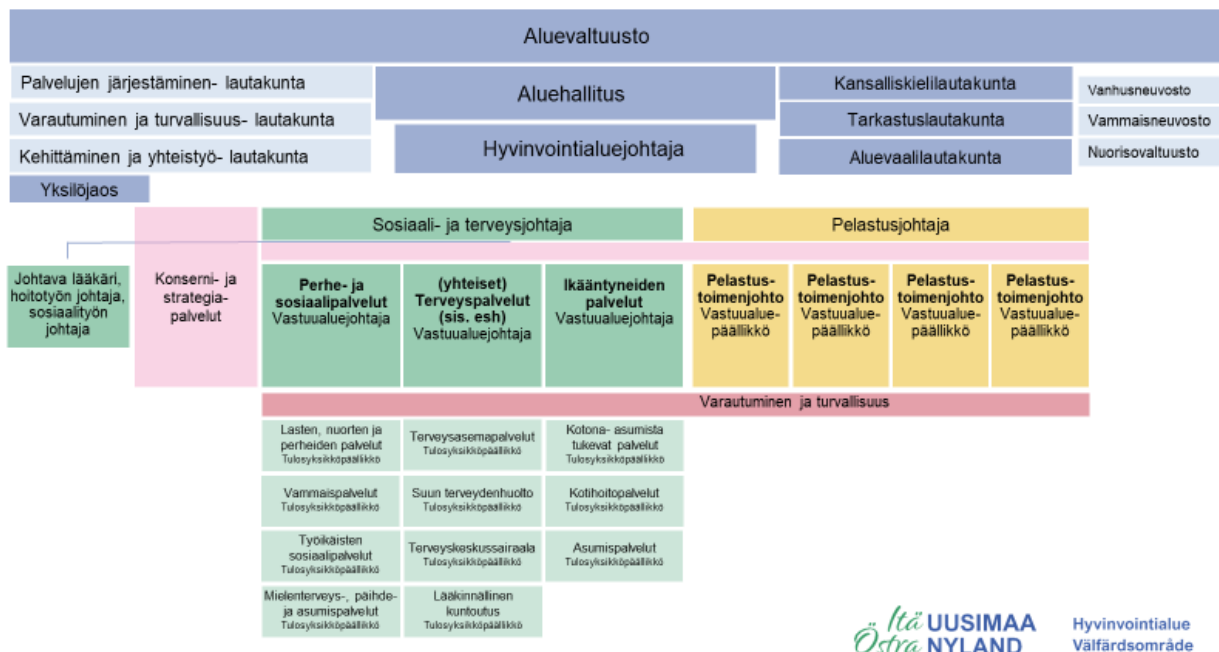 Aluevaltuusto
Palvelujen järjestäminen- lautakunta
Varautuminen ja turvallisuus- lautakunta
Kehittäminen ja yhteistyö- lautakunta
Yksilöjaos
Aluehallitus
Hyvinvointialuejohtaja
Kansalliskielilautakunta
Tarkastuslautakunta
Aluevaalilautakunta
Vanhusneuvosto
Vammaisneuvosto
Nuorisovaltuusto
Sosiaali- ja terveysjohtaja
Pelastusjohtaja
Johtava lääkäri,
hoitotyön johtaja,
sosiaalityön
johtaja
Konserni- ja
strategia-
palvelut
Perhe- ja
sosiaalipalvelut
Vastuualuejohtaja
(yhteiset)
Terveyspalvelut
(sis. esh)
Vastuualuejohtaja
Ikääntyneiden
palvelut
Vastuualuejohtaja
Pelastus-
toimenjohto
Vastuualue-
päällikkö
Pelastus-
toimenjohto
Vastuualue-
päällikkö
Pelastus-
toimenjohto
Vastuualue-
päällikkö
Pelastus-
toimenjohto
Vastuualue-
päällikkö
Varautuminen ja turvallisuus
Lasten, nuorten ja
perheiden palvelut
Tulosyksikköpäällikkö
Terveysasemapalvelut
Tulosyksikköpäällikkö
Kotona- asumista
tukevat palvelut
Tulosyksikköpäällikkö
Vammaispalvelut
Tulosyksikköpäällikkö
Suun terveydenhuolto
Tulosyksikköpäällikkö
Kotihoitopalvelut
Tulosyksikköpäällikkö
Työikäisten
sosiaalipalvelut
Tulosyksikköpäällikkö
Terveyskeskussairaala
Tulosyksikköpäällikkö
Asumispalvelut
Tulosyksikköpäällikkö
Mielenterveys-, päihde-
ja asumispalvelut
Tulosyksikköpäällikkö
Lääkinnällinen
kuntoutus
Tulosyksikköpäällikkö
Itä UUSIMAA
Östra NYLAND
Hyvinvointialue
Välfärdsområde